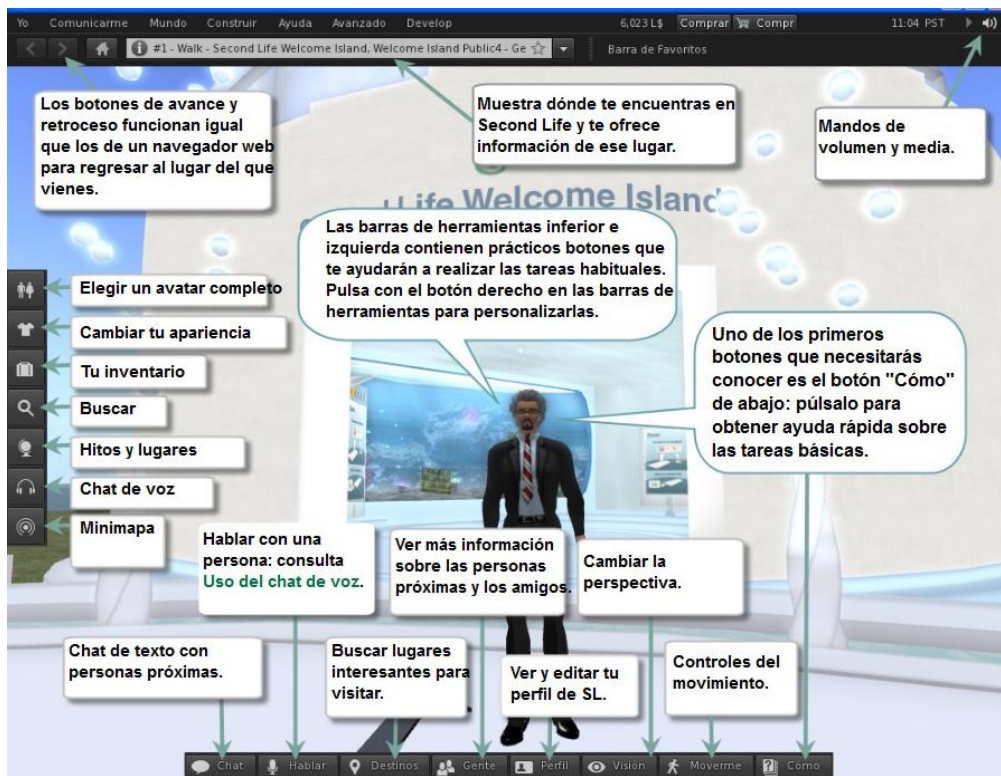 Yo Comunicarme Mundo Construir Ayuda Avanzado Develop 6,023 L$ Comprar Compr 11:04 PST
#1 - Walk - Second Life Welcome Island, Welcome Island Public4 - Ge Barra de Favoritos
Los botones de avance y
retroceso funcionan igual
que los de un navegador web
para regresar al lugar del que
vienes.
Muestra dónde te encuentras en
Second Life y te ofrece
información de ese lugar.
Mandos de
volumen y media.
Life Welcome Island
Las barras de herramientas inferior e
izquierda contienen prácticos botones que
te ayudarán a realizar las tareas habituales.
Pulsa con el botón derecho en las barras de
herramientas para personalizarlas.
Uno de los primeros
botones que necesitarás
conocer es el botón "Cómo"
de abajo: púlsalo para
obtener ayuda rápida sobre
las tareas básicas.
Elegir un avatar completo
Cambiar tu apariencia
Tu inventario
Buscar
Hitos y lugares
Chat de voz
Minimapa
Hablar con una
persona: consulta
Uso del chat de voz.
Ver más información
sobre las personas
próximas y los amigos.
Cambiar la
perspectiva.
Chat de texto con
personas próximas.
Buscar lugares
interesantes para
visitar.
Ver y editar tu
perfil de SL.
Controles del
movimiento.
Chat Hablar Destinos Gente Perfil Visión Moverme Cómo